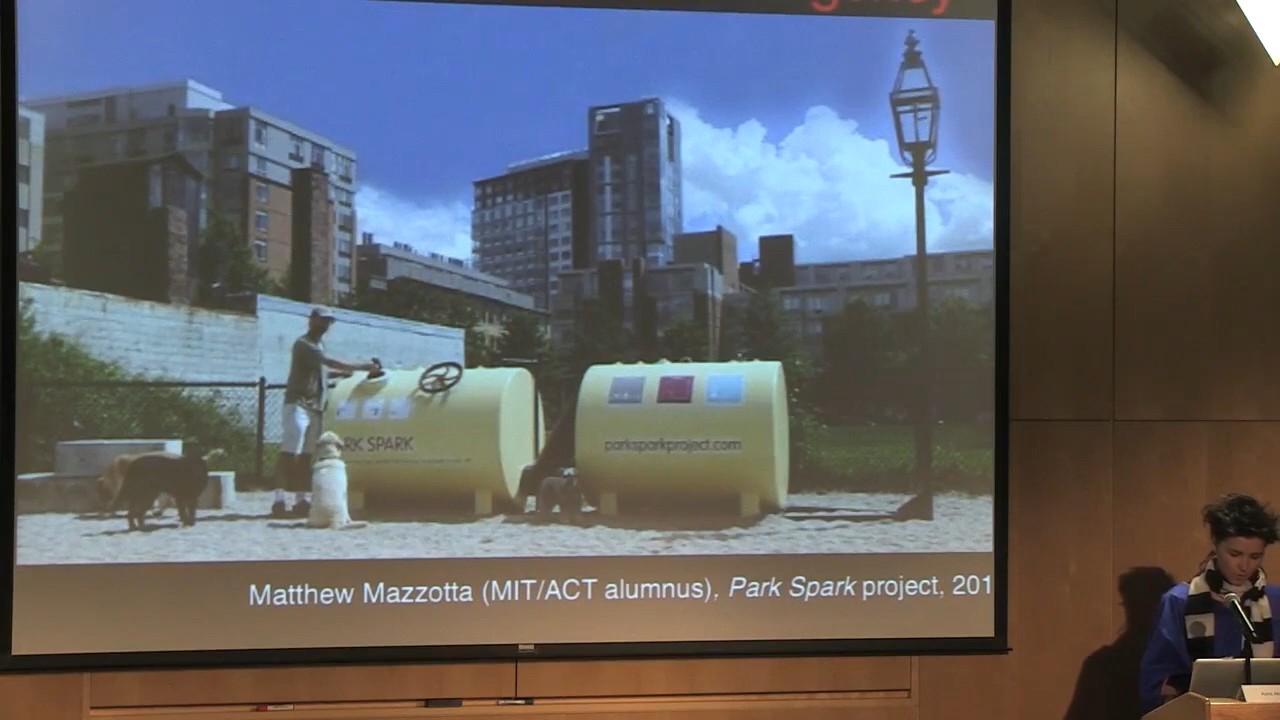 RK SPARK
parksparkproject.com
Matthew Mazzotta (MIT/ACT alumnus), Park Spark project, 201